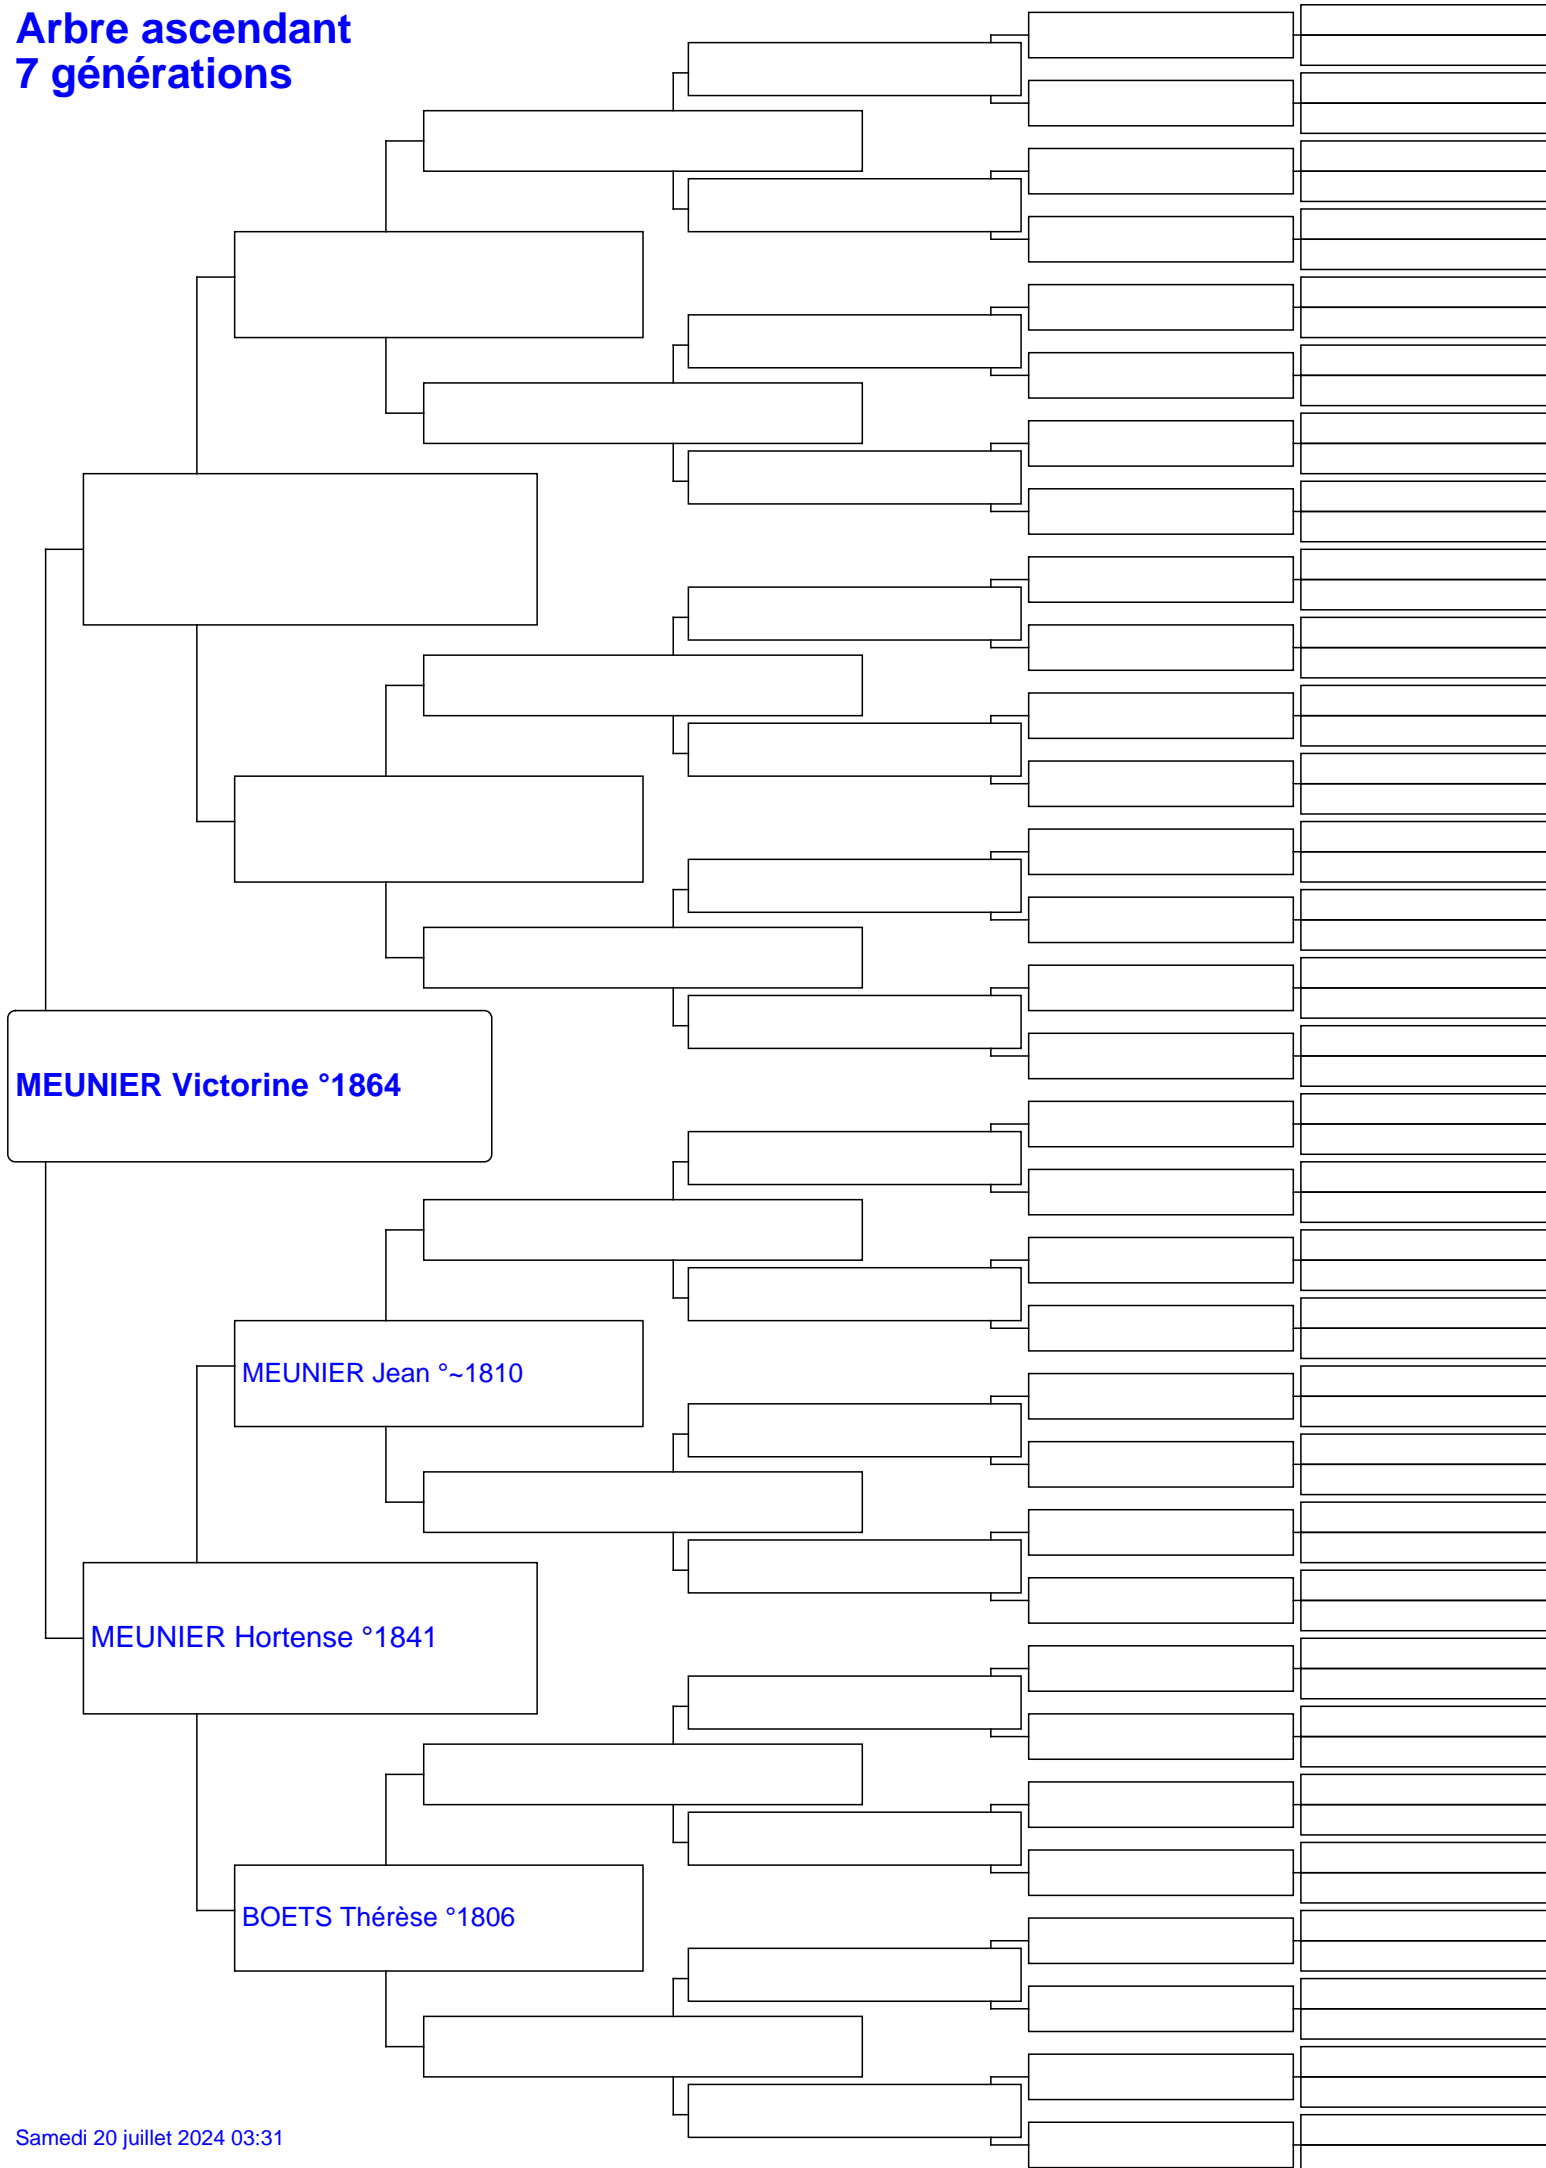 Arbre ascendant
7 générations
MEUNIER Victorine °1864
MEUNIER Jean °~1810
MEUNIER Hortense °1841
BOETS Thérèse °1806
Samedi 20 juillet 2024 03:31